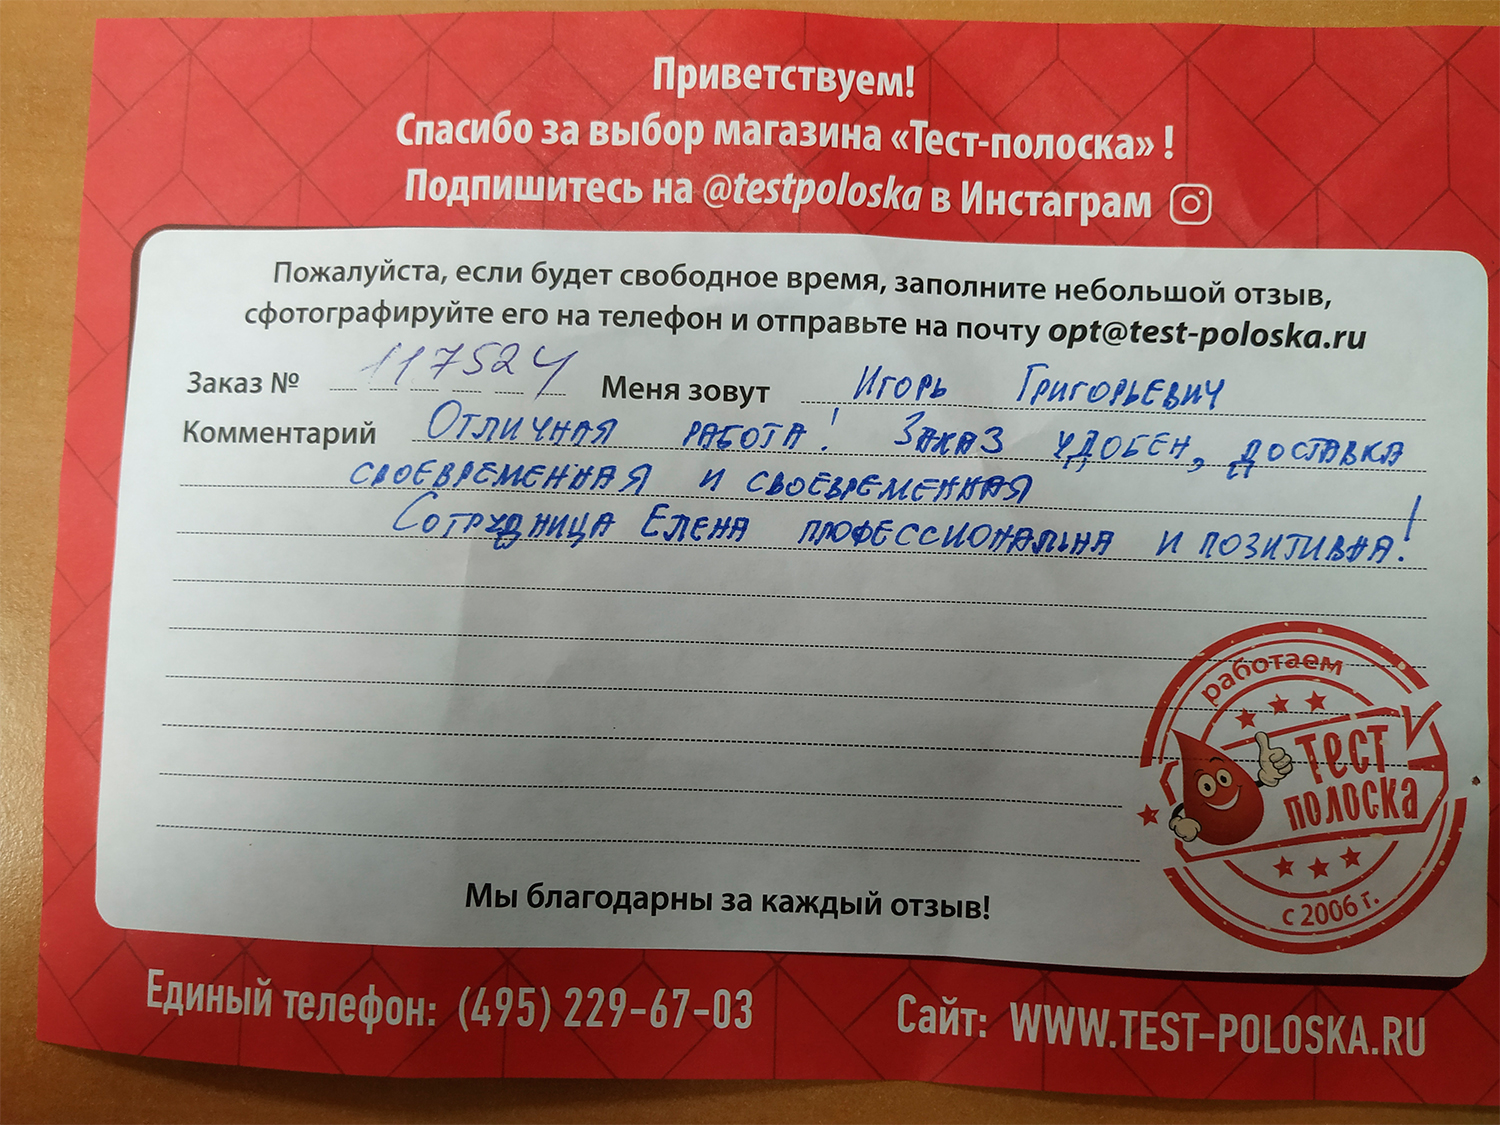 Приветствуем!
Спасибо за выбор магазина «Тест-полоска» !
Подпишитесь на @testpoloska в Инстаграм
Пожалуйста, если будет свободное время, заполните небольшой отзыв,
сфотографируйте его на телефон и отправьте на почту opt@test-poloska.ru
Заказ № 117524 Меня зовут Игорь Григорьевич
Комментарий Отличная работа! Заказ удобен, доставка
своевременная и своевременная !
Сотрудница Елена профессиональна и позитивна!
работаем
ТЕСТ
ПОЛОСКА
с 2006 г.
Мы благодарны за каждый отзыв!
Единый телефон: (495) 229-67-03 Сайт: WWW.TEST-POLOSKA.RU